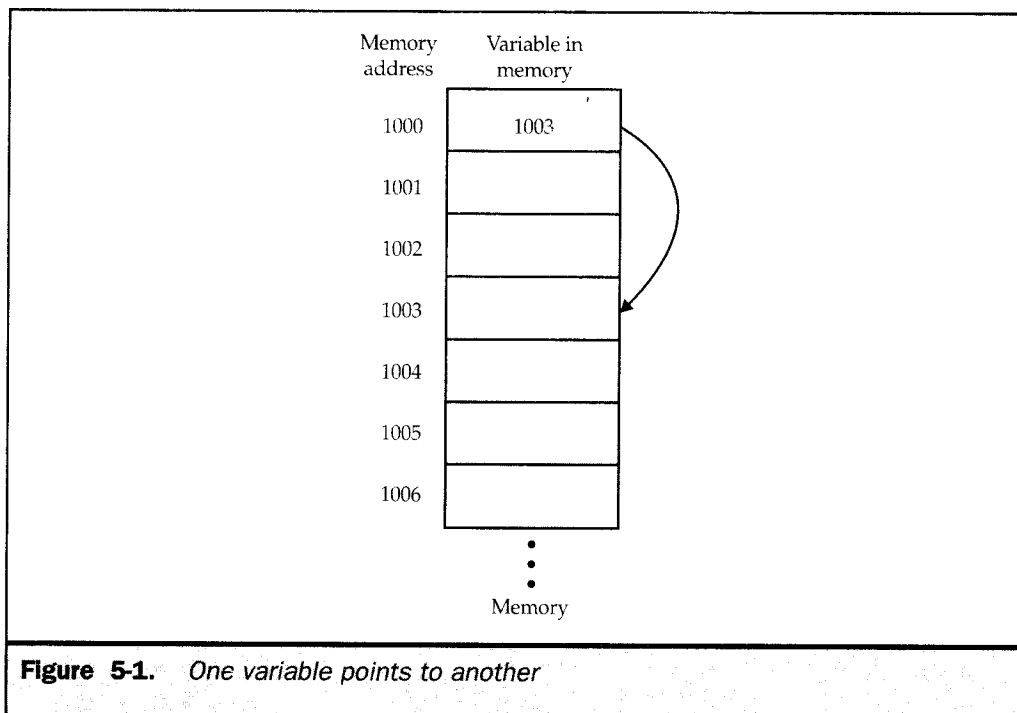 Memory address
Variable in memory
1000
1003
1001
1002
1003
1004
1005
1006
Memory
Figure 5-1. One variable points to another